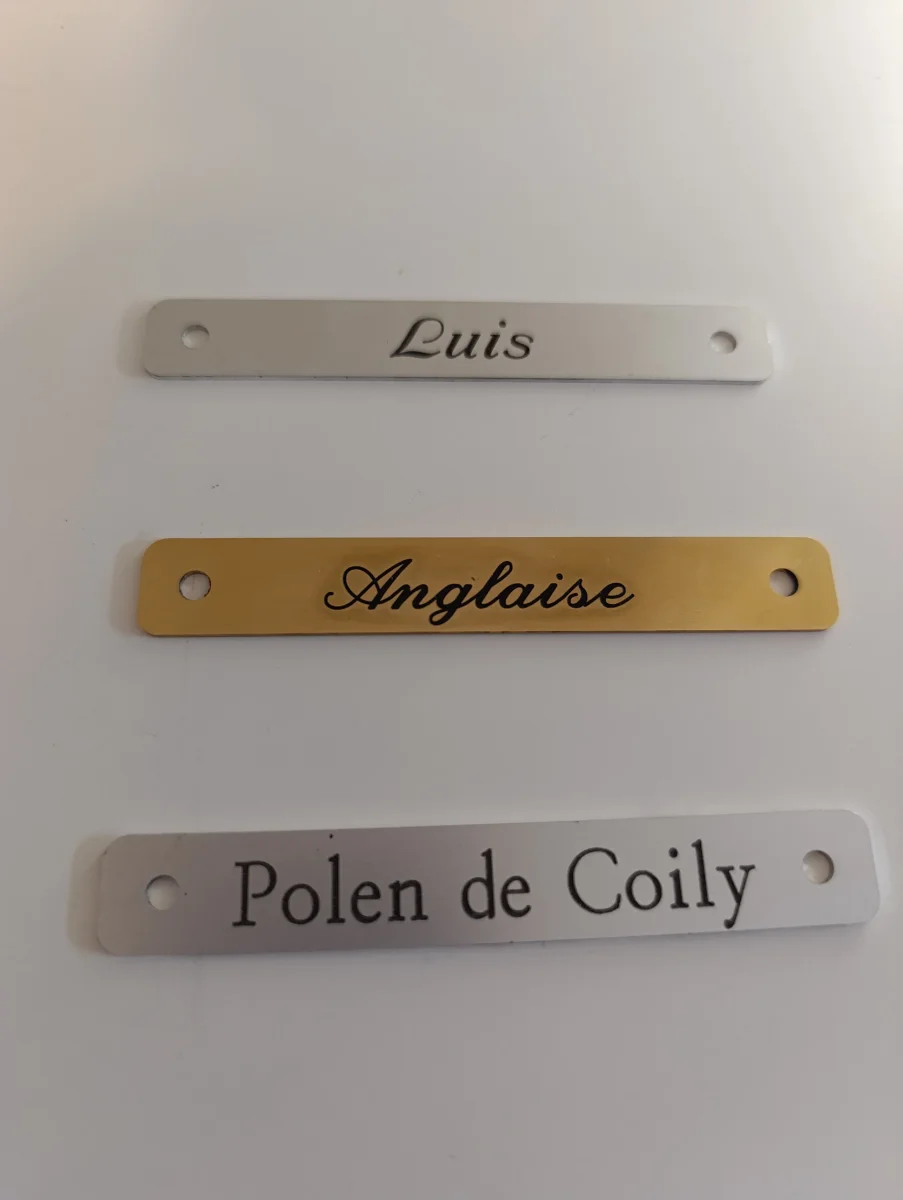 Luis
Anglaise
Polen de Coily